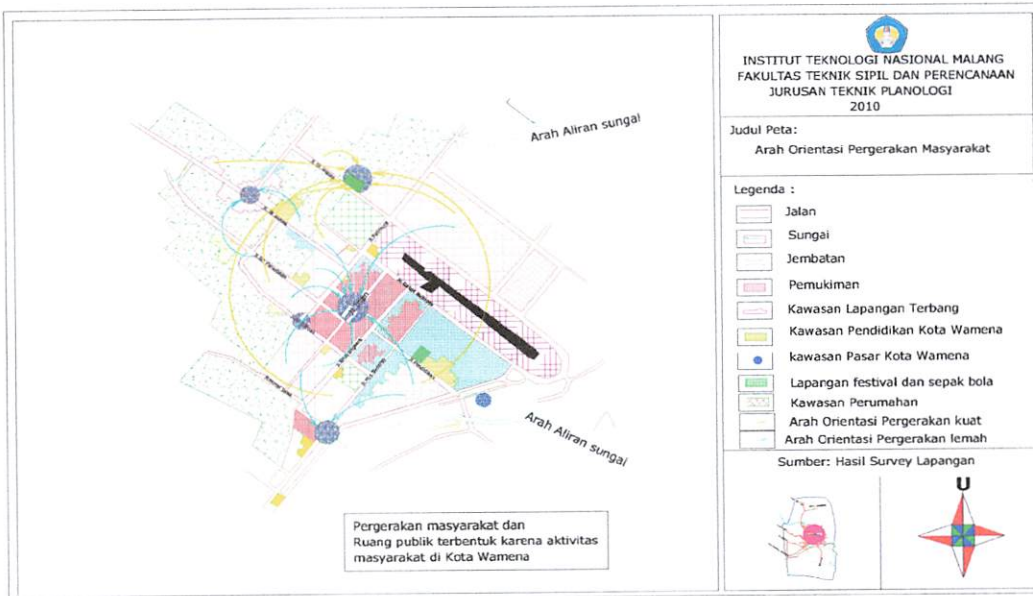 INSTITUT TEKNOLOGI NASIONAL MALANG
FAKULTAS TEKNIK SIPIL DAN PERENCANAAN
JURUSAN TEKNIK PLANOLOGI
2010
Judul Peta:
Arah Orientasi Pergerakan Masyarakat
Legenda :
Jalan
Sungai
Jembatan
Pemukiman
Kawasan Lapangan Terbang
Kawasan Pendidikan Kota Wamena
kawasan Pasar Kota Wamena
Lapangan festival dan sepak bola
Kawasan Perumahan
Arah Orientasi Pergerakan kuat
Arah Orientasi Pergerakan lemah
Sumber: Hasil Survey Lapangan
U
Arah Aliran sungai
Arah Aliran sungai
Pergerakan masyarakat dan
Ruang publik terbentuk karena aktivitas
masyarakat di Kota Wamena